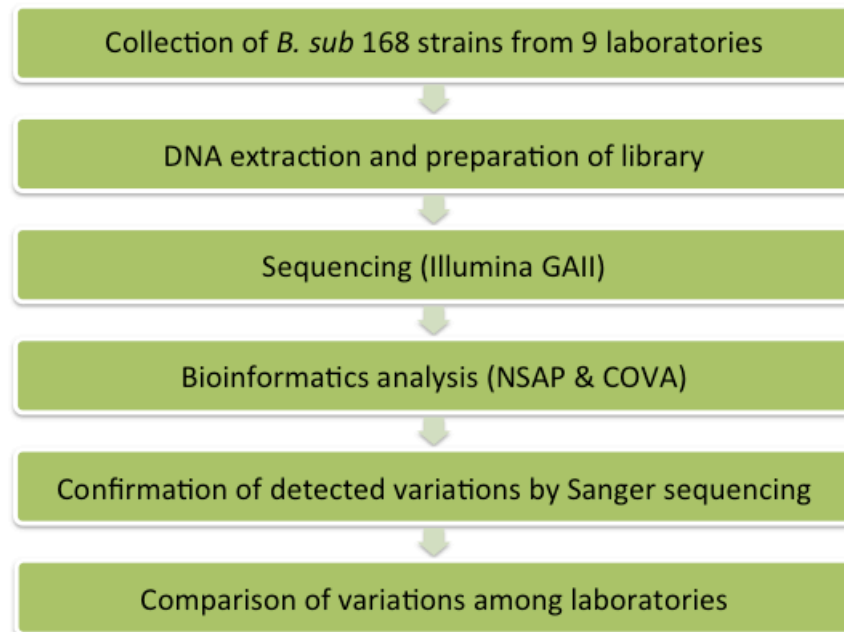 Collection of B. sub 168 strains from 9 laboratories
DNA extraction and preparation of library
Sequencing (Illumina GAII)
Bioinformatics analysis (NSAP & COVA)
Confirmation of detected variations by Sanger sequencing
Comparison of variations among laboratories